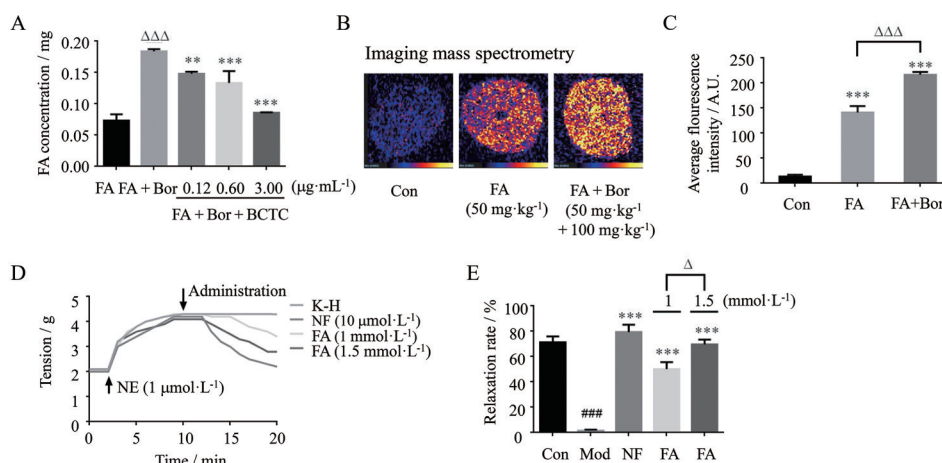 A
FA concentration / mg
0.20
0.15
0.10
0.05
0.00
ΔΔΔ
**
***
***
FA FA + Bor 0.12 0.60 3.00 (μg·mL⁻¹)
FA + Bor + BCTC
B
Imaging mass spectrometry
Con
FA
(50 mg·kg⁻¹)
FA + Bor
(50 mg·kg⁻¹
+ 100 mg·kg⁻¹)
C
Average flourescence
intensity / A.U.
250
200
150
100
50
0
ΔΔΔ
***
***
Con FA FA+Bor
D
Tension / g
6
4
2
0
Administration
NE (1 μmol·L⁻¹)
K-H
NF (10 μmol·L⁻¹)
FA (1 mmol·L⁻¹)
FA (1.5 mmol·L⁻¹)
0 5 10 15 20
Time / min
E
Relaxation rate / %
100
80
60
40
20
0
Δ
1 1.5 (mmol·L⁻¹)
###
***
***
***
Con Mod NF FA FA